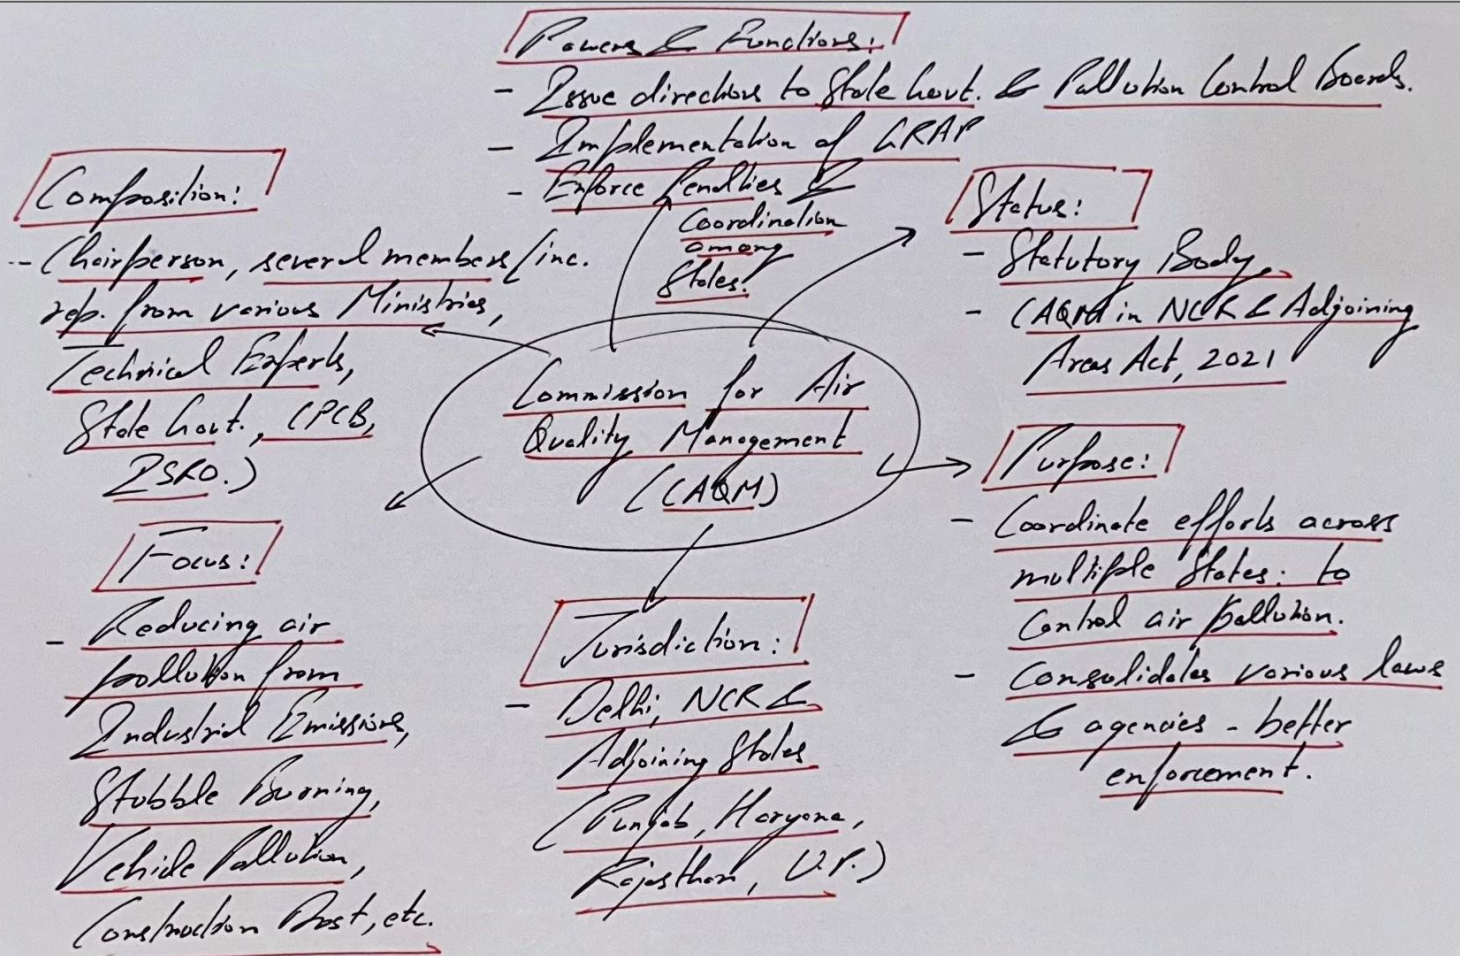 Powers & Functions:
- Issue directions to State Govt. & Pollution Control Boards.
- Implementation of GRAP
- Enforce Penalties &
Coordination
among
States.
Composition:
- Chairperson, several members (inc.
rep. from various Ministries,
Technical Experts,
State Govt., CPCB,
ISRO.)
Status:
- Statutory Body,
- CAQM in NCR & Adjoining
Areas Act, 2021
Commission for Air
Quality Management
(CAQM)
Purpose:
- Coordinate efforts across
multiple States: to
Control air pollution.
- Consolidates various laws
& agencies - better
enforcement.
Focus:
- Reducing air
pollution from
Industrial Emissions,
Stubble Burning,
Vehicle Pollution,
Construction Dust, etc.
Jurisdiction:
- Delhi, NCR &
Adjoining States
(Punjab, Haryana,
Rajasthan, U.P.)